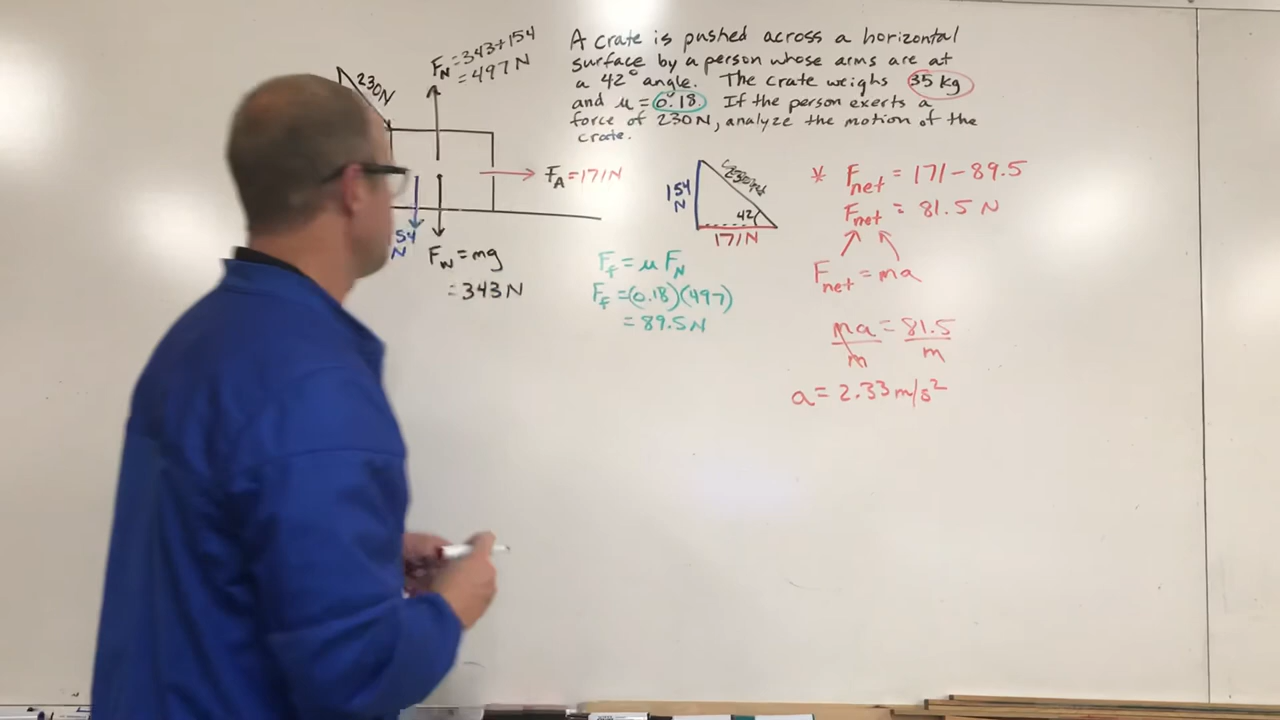 A crate is pushed across a horizontal
surface by a person whose arms are at
a 42° angle. The crate weighs 35 kg
and μ = 0.18. If the person exerts a
force of 230N, analyze the motion of the
crate.
230N
F_N = 343+154
= 497 N
F_A = 171N
54
N
F_W = mg
= 343 N
154
N
42
171N
F_f = μ F_N
F_f = (0.18)(497)
= 89.5N
* F_net = 171 - 89.5
F_net = 81.5 N
F_net = ma
ma = 81.5
m m
a = 2.33 m/s²